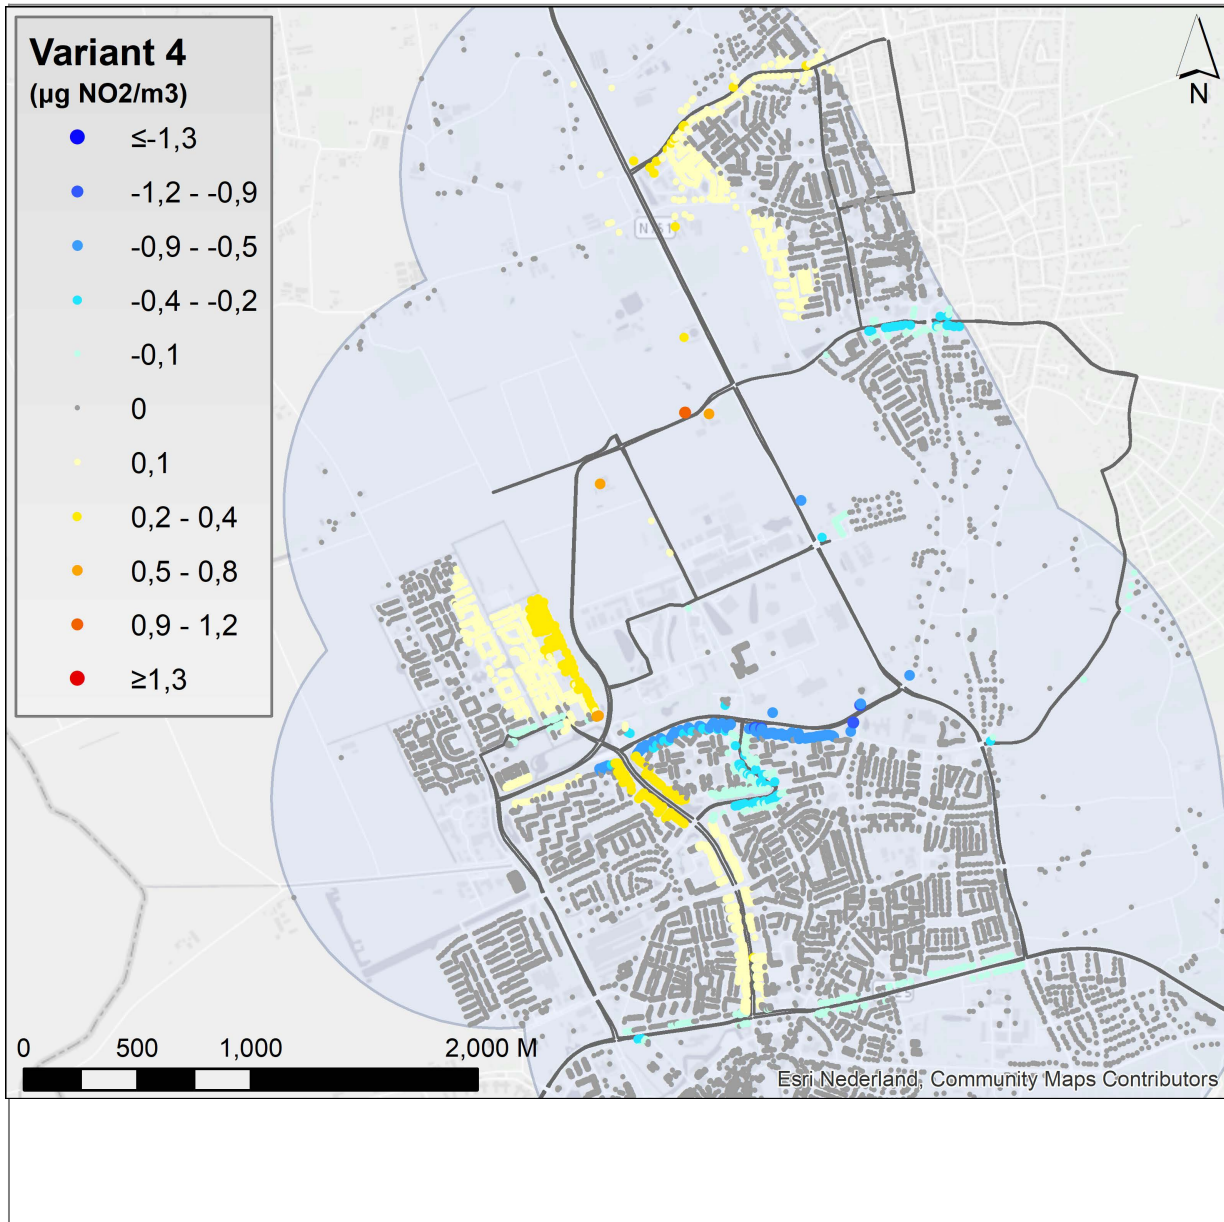 Variant 4
(µg NO2/m3)
≤-1,3
-1,2 - -0,9
-0,9 - -0,5
-0,4 - -0,2
-0,1
0
0,1
0,2 - 0,4
0,5 - 0,8
0,9 - 1,2
≥1,3
N
0 500 1,000 2,000 M
Esri Nederland, Community Maps Contributors